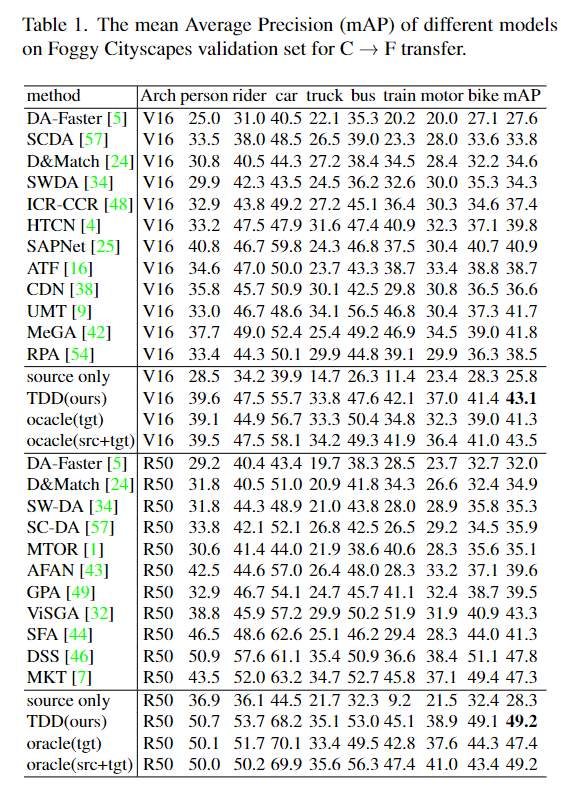 Table 1. The mean Average Precision (mAP) of different models
on Foggy Cityscapes validation set for C → F transfer.
method Arch person rider car truck bus train motor bike mAP
DA-Faster [5] V16 25.0 31.0 40.5 22.1 35.3 20.2 20.0 27.1 27.6
SCDA [57] V16 33.5 38.0 48.5 26.5 39.0 23.3 28.0 33.6 33.8
D&Match [24] V16 30.8 40.5 44.3 27.2 38.4 34.5 28.4 32.2 34.6
SWDA [34] V16 29.9 42.3 43.5 24.5 36.2 32.6 30.0 35.3 34.3
ICR-CCR [48] V16 32.9 43.8 49.2 27.2 45.1 36.4 30.3 34.6 37.4
HTCN [4] V16 33.2 47.5 47.9 31.6 47.4 40.9 32.3 37.1 39.8
SAPNet [25] V16 40.8 46.7 59.8 24.3 46.8 37.5 30.4 40.7 40.9
ATF [16] V16 34.6 47.0 50.0 23.7 43.3 38.7 33.4 38.8 38.7
CDN [38] V16 35.8 45.7 50.9 30.1 42.5 29.8 30.8 36.5 36.6
UMT [9] V16 33.0 46.7 48.6 34.1 56.5 46.8 30.4 37.3 41.7
MeGA [42] V16 37.7 49.0 52.4 25.4 49.2 46.9 34.5 39.0 41.8
RPA [54] V16 33.4 44.3 50.1 29.9 44.8 39.1 29.9 36.3 38.5
source only V16 28.5 34.2 39.9 14.7 26.3 11.4 23.4 28.3 25.8
TDD(ours) V16 39.6 47.5 55.7 33.8 47.6 42.1 37.0 41.4 43.1
ocacle(tgt) V16 39.1 44.9 56.7 33.3 50.4 34.8 32.3 39.0 41.3
ocacle(src+tgt) V16 39.5 47.5 58.1 34.2 49.3 41.9 36.4 41.0 43.5
DA-Faster [5] R50 29.2 40.4 43.4 19.7 38.3 28.5 23.7 32.7 32.0
D&Match [24] R50 31.8 40.5 51.0 20.9 41.8 34.3 26.6 32.4 34.9
SW-DA [34] R50 31.8 44.3 48.9 21.0 43.8 28.0 28.9 35.8 35.3
SC-DA [57] R50 33.8 42.1 52.1 26.8 42.5 26.5 29.2 34.5 35.9
MTOR [1] R50 30.6 41.4 44.0 21.9 38.6 40.6 28.3 35.6 35.1
AFAN [43] R50 42.5 44.6 57.0 26.4 48.0 28.3 33.2 37.1 39.6
GPA [49] R50 32.9 46.7 54.1 24.7 45.7 41.1 32.4 38.7 39.5
ViSGA [32] R50 38.8 45.9 57.2 29.9 50.2 51.9 31.9 40.9 43.3
SFA [44] R50 46.5 48.6 62.6 25.1 46.2 29.4 28.3 44.0 41.3
DSS [46] R50 50.9 57.6 61.1 35.4 50.9 36.6 38.4 51.1 47.8
MKT [7] R50 43.5 52.0 63.2 34.7 52.7 45.8 37.1 49.4 47.3
source only R50 36.9 36.1 44.5 21.7 32.3 9.2 21.5 32.4 28.3
TDD(ours) R50 50.7 53.7 68.2 35.1 53.0 45.1 38.9 49.1 49.2
oracle(tgt) R50 50.1 51.7 70.1 33.4 49.5 42.8 37.6 44.3 47.4
oracle(src+tgt) R50 50.0 50.2 69.9 35.6 56.3 47.4 41.0 43.4 49.2